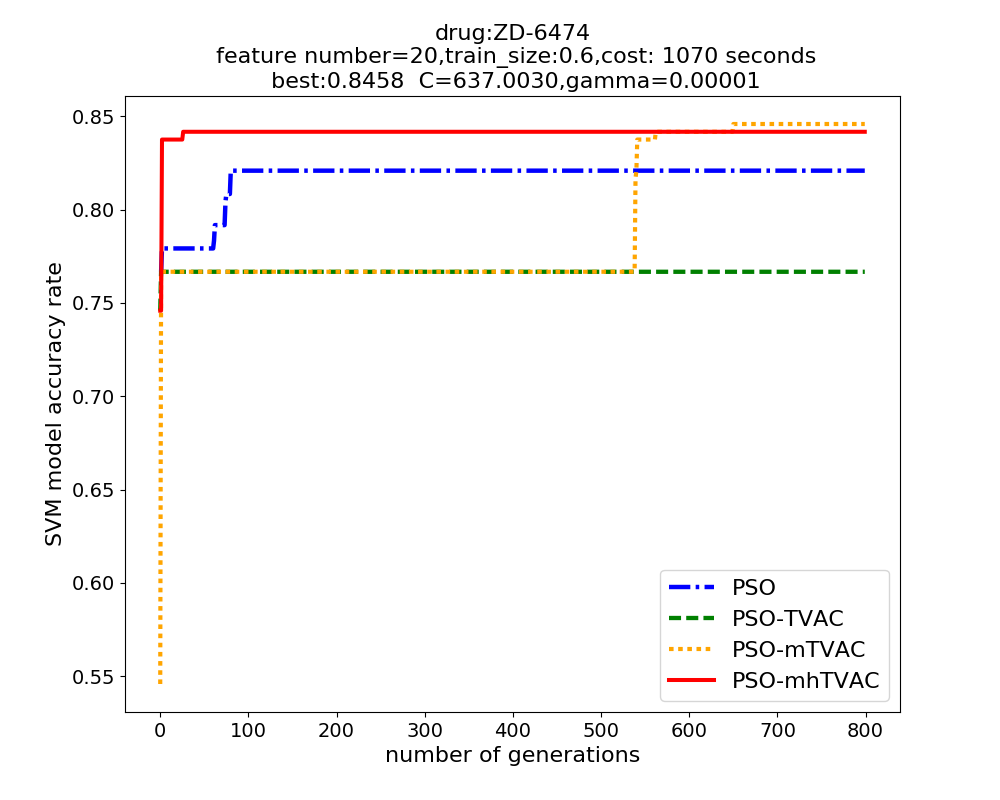 drug:ZD-6474
feature number=20,train_size:0.6,cost: 1070 seconds
best:0.8458  C=637.0030,gamma=0.00001
SVM model accuracy rate
0.85
0.80
0.75
0.70
0.65
0.60
0.55
PSO
PSO-TVAC
PSO-mTVAC
PSO-mhTVAC
0 100 200 300 400 500 600 700 800
number of generations